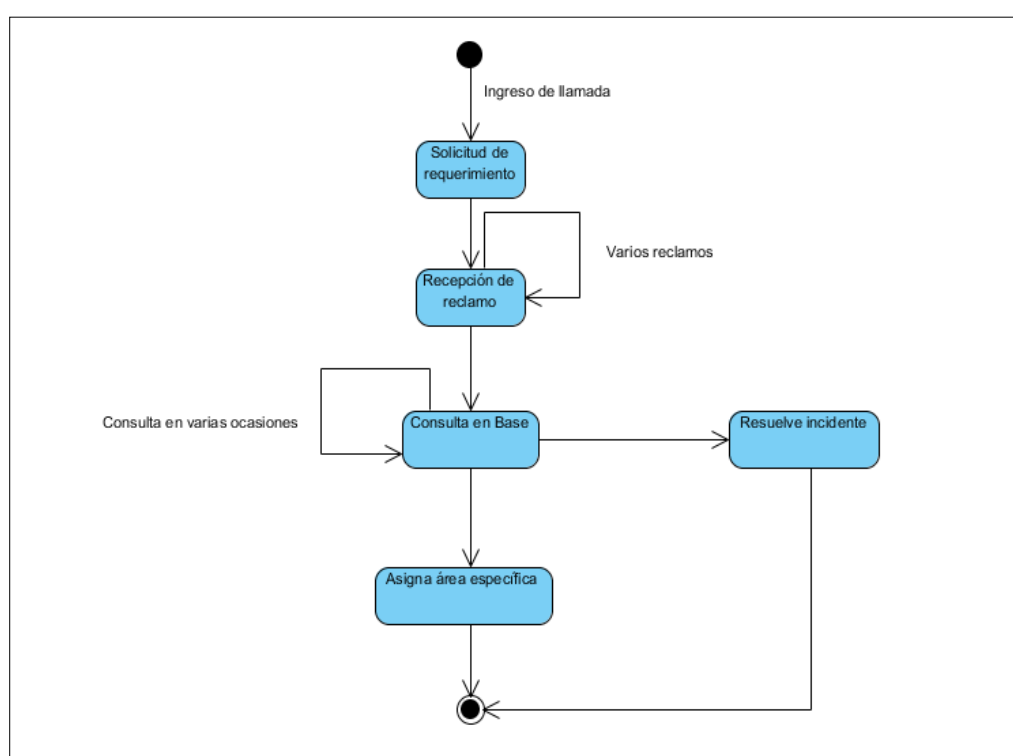 Ingreso de llamada
Solicitud de
requerimiento
Varios reclamos
Recepción de
reclamo
Consulta en varias ocasiones
Consulta en Base
Resuelve incidente
Asigna área específica